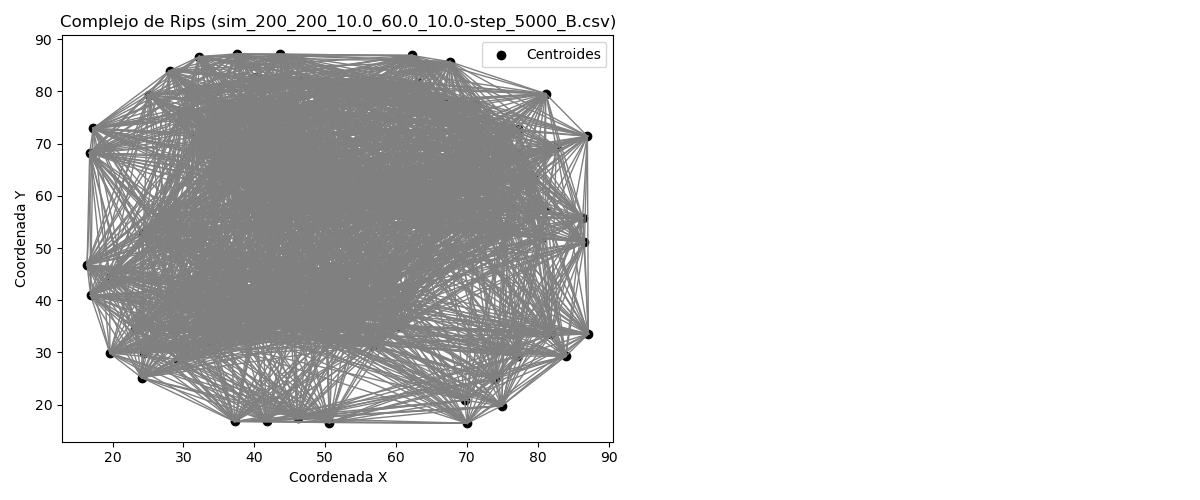 Complejo de Rips (sim_200_200_10.0_60.0_10.0-step_5000_B.csv)
Centroides
Coordenada Y
90
80
70
60
50
40
30
20
20 30 40 50 60 70 80 90
Coordenada X